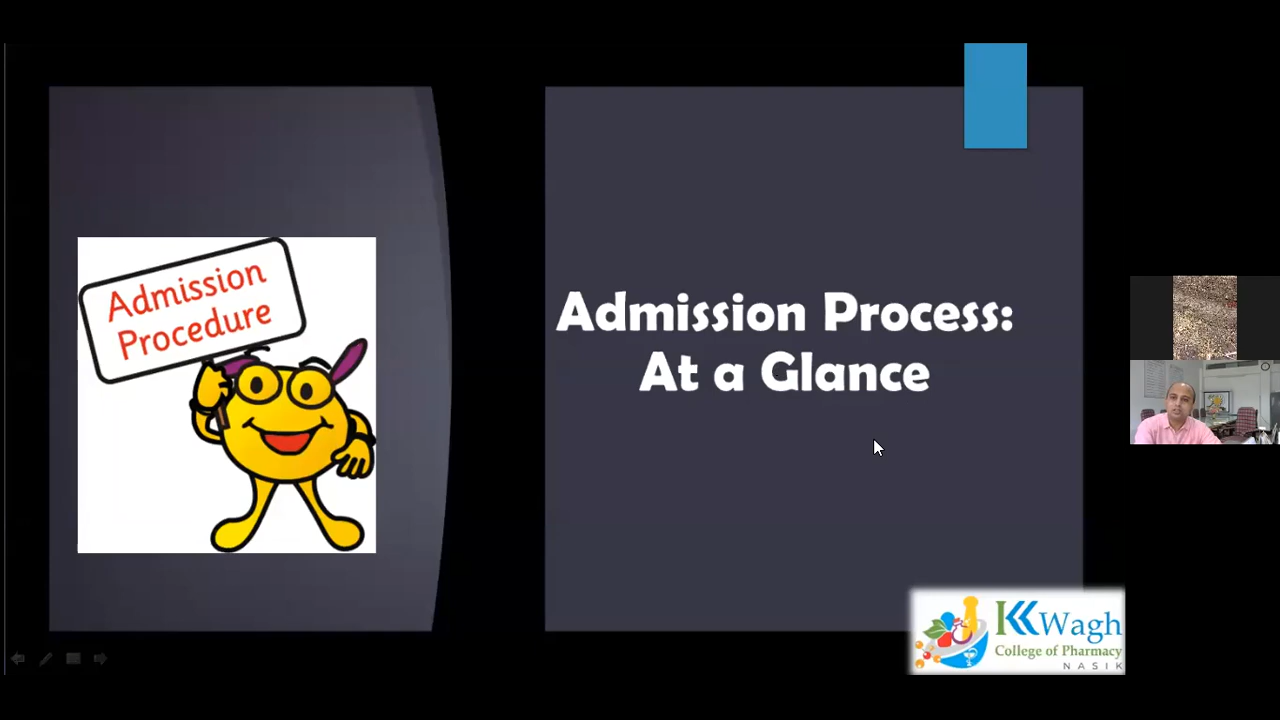 Admission
Procedure
Admission Process:
At a Glance
KK Wagh
College of Pharmacy
NASIK